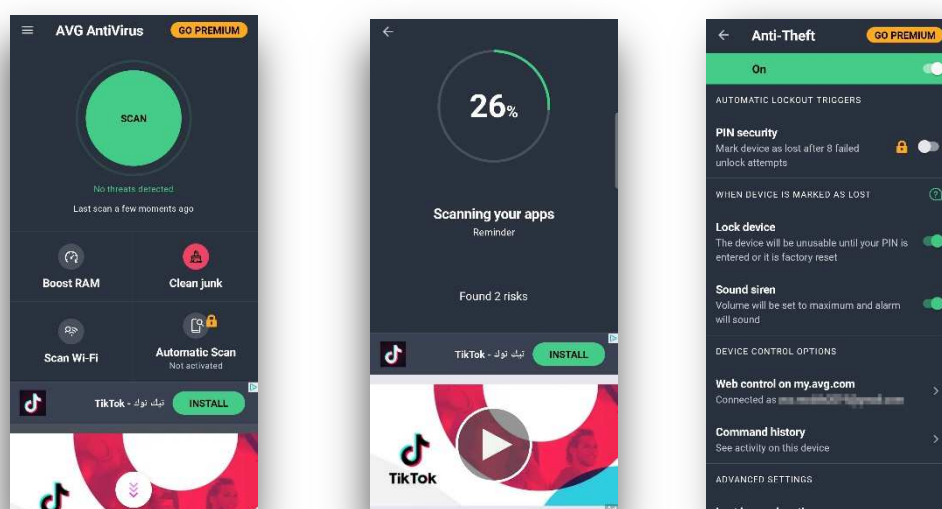 AVG AntiVirus
GO PREMIUM
SCAN
No threats detected
Last scan a few moments ago
Boost RAM
Clean junk
Scan Wi-Fi
Automatic Scan
Not activated
TikTok - تيك توك
INSTALL
26%
Scanning your apps
Reminder
Found 2 risks
TikTok - تيك توك
INSTALL
TikTok
Anti-Theft
GO PREMIUM
On
AUTOMATIC LOCKOUT TRIGGERS
PIN security
Mark device as lost after 8 failed
unlock attempts
WHEN DEVICE IS MARKED AS LOST
Lock device
The device will be unusable until your PIN is
entered or it is factory reset
Sound siren
Volume will be set to maximum and alarm
will sound
DEVICE CONTROL OPTIONS
Web control on my.avg.com
Connected as
Command history
See activity on this device
ADVANCED SETTINGS